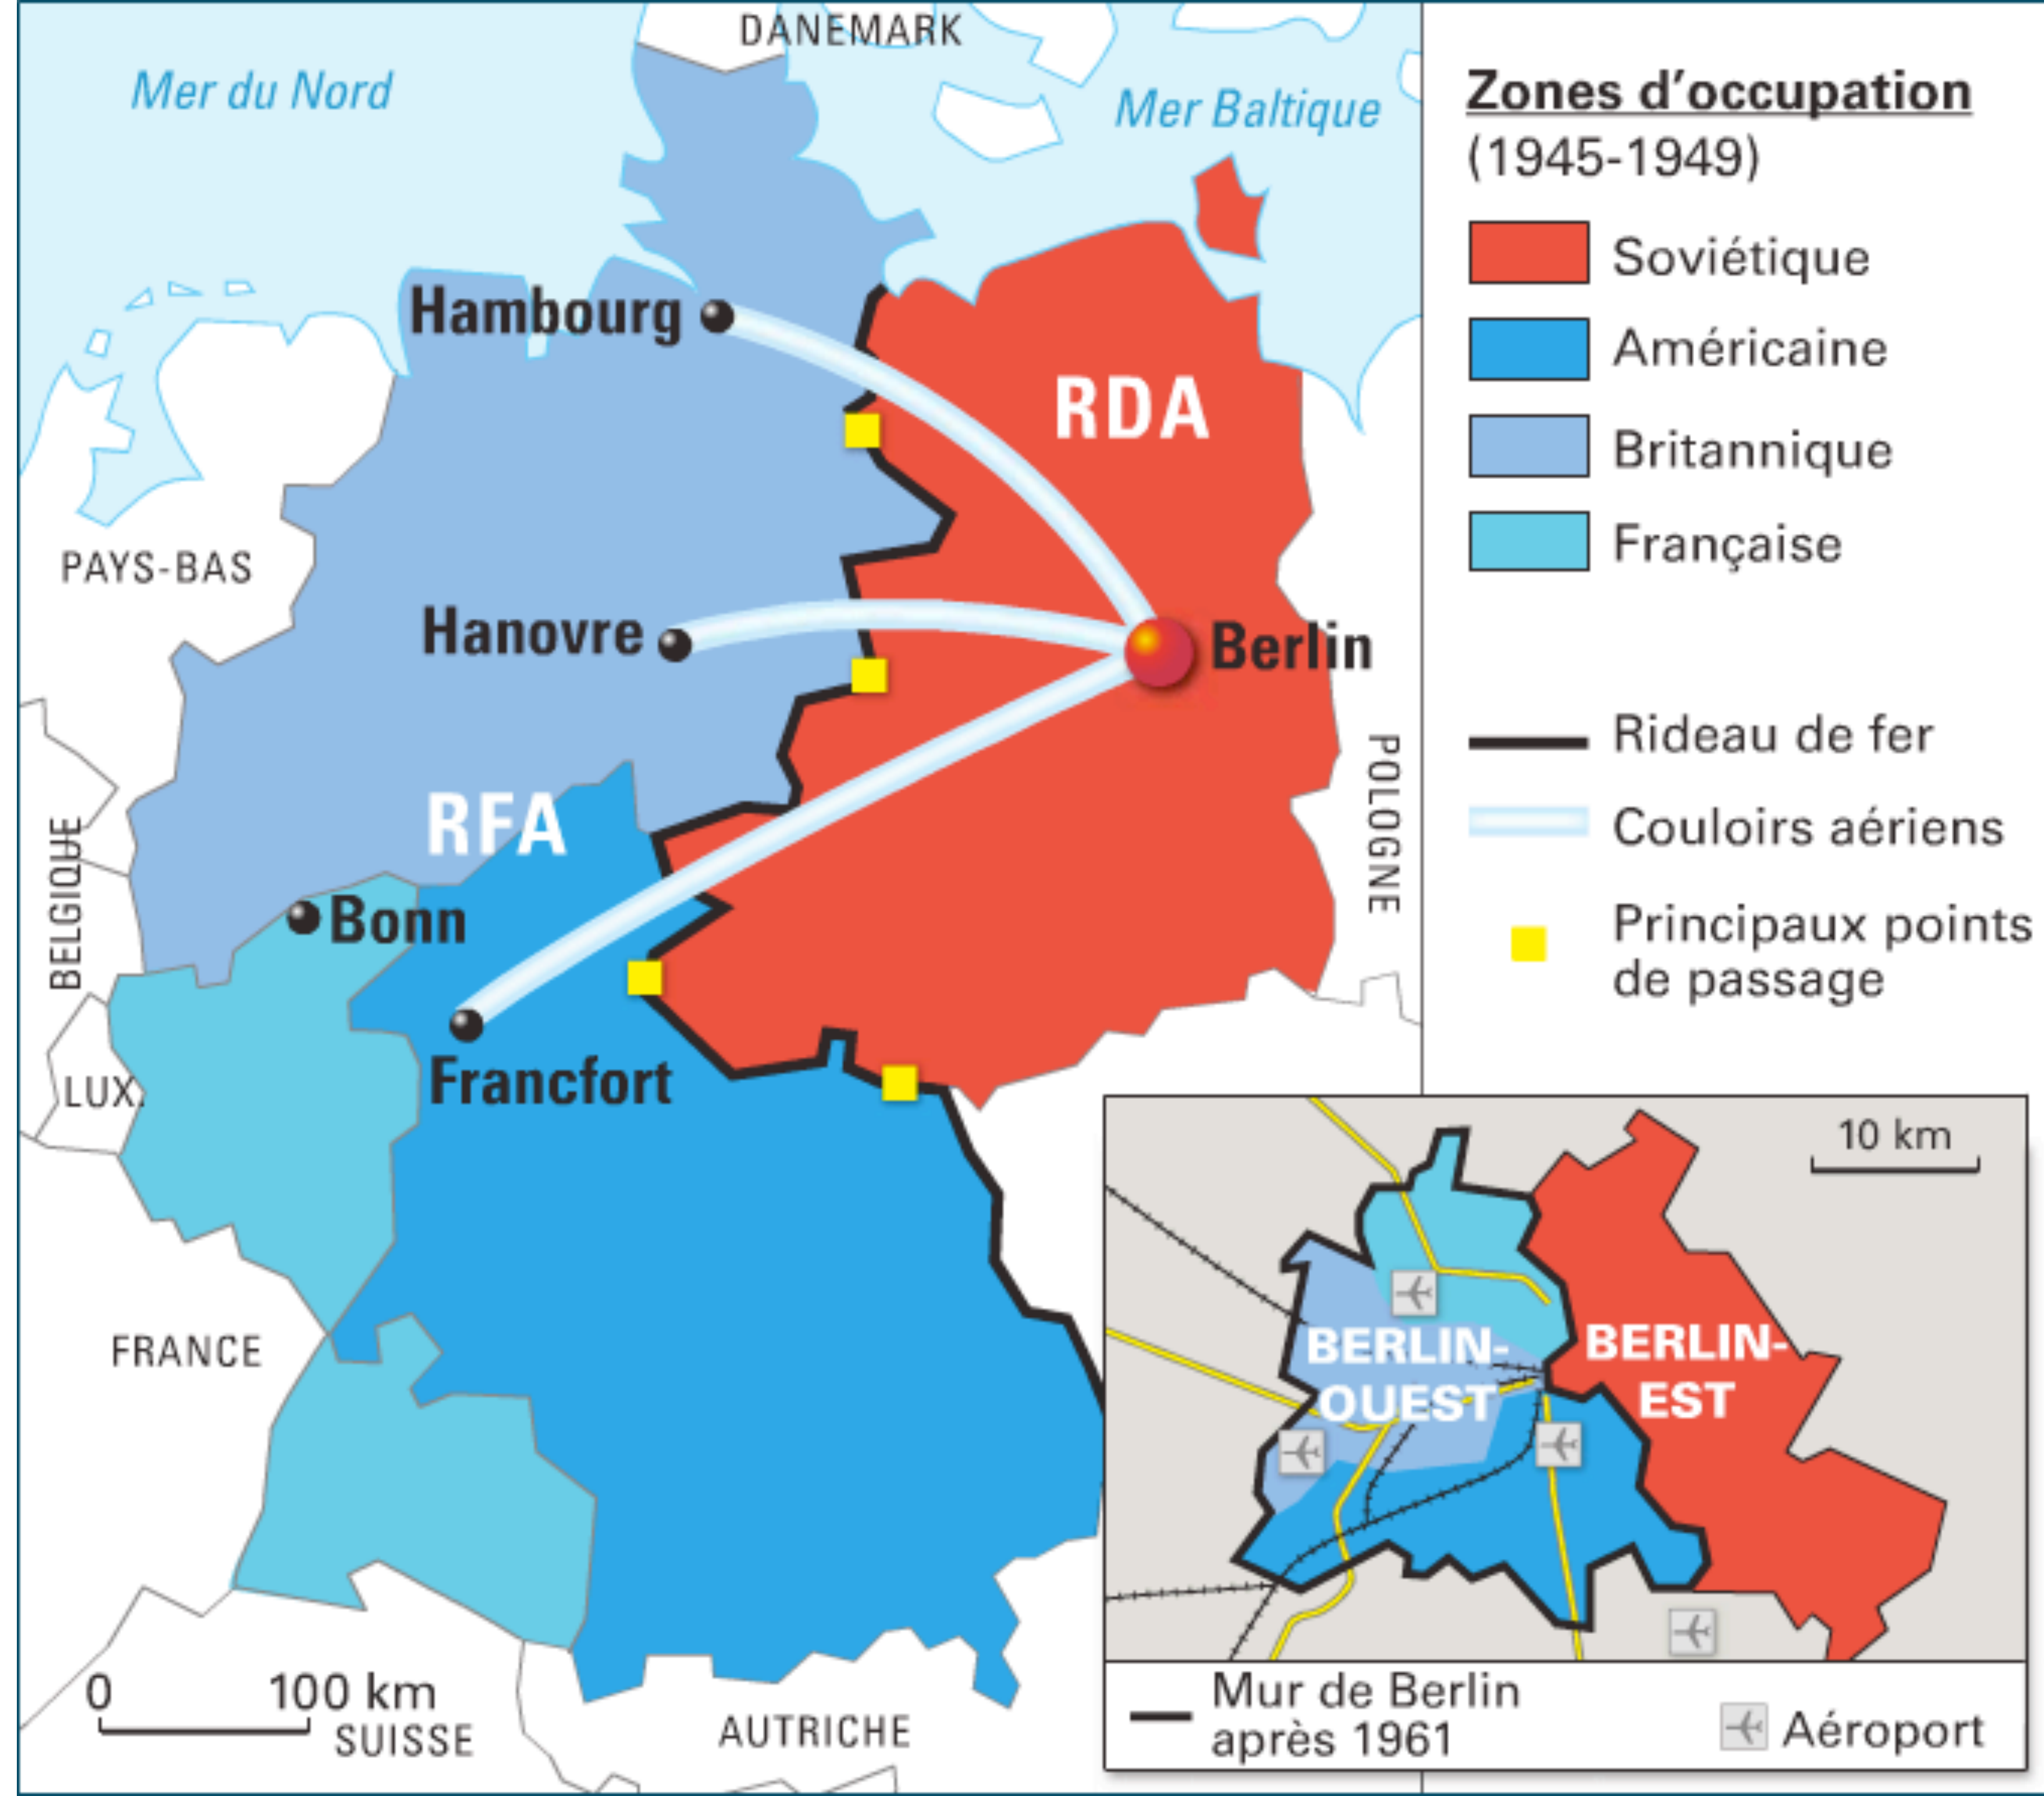 DANEMARK
Mer du Nord
Mer Baltique
Hambourg
RDA
PAYS-BAS
Hanovre
Berlin
POLOGNE
RFA
BELGIQUE
Bonn
Francfort
LUX.
FRANCE
0 100 km
SUISSE
AUTRICHE
Zones d’occupation
(1945-1949)
Soviétique
Américaine
Britannique
Française
Rideau de fer
Couloirs aériens
Principaux points
de passage
10 km
BERLIN-
OUEST
BERLIN-
EST
Mur de Berlin
après 1961
Aéroport